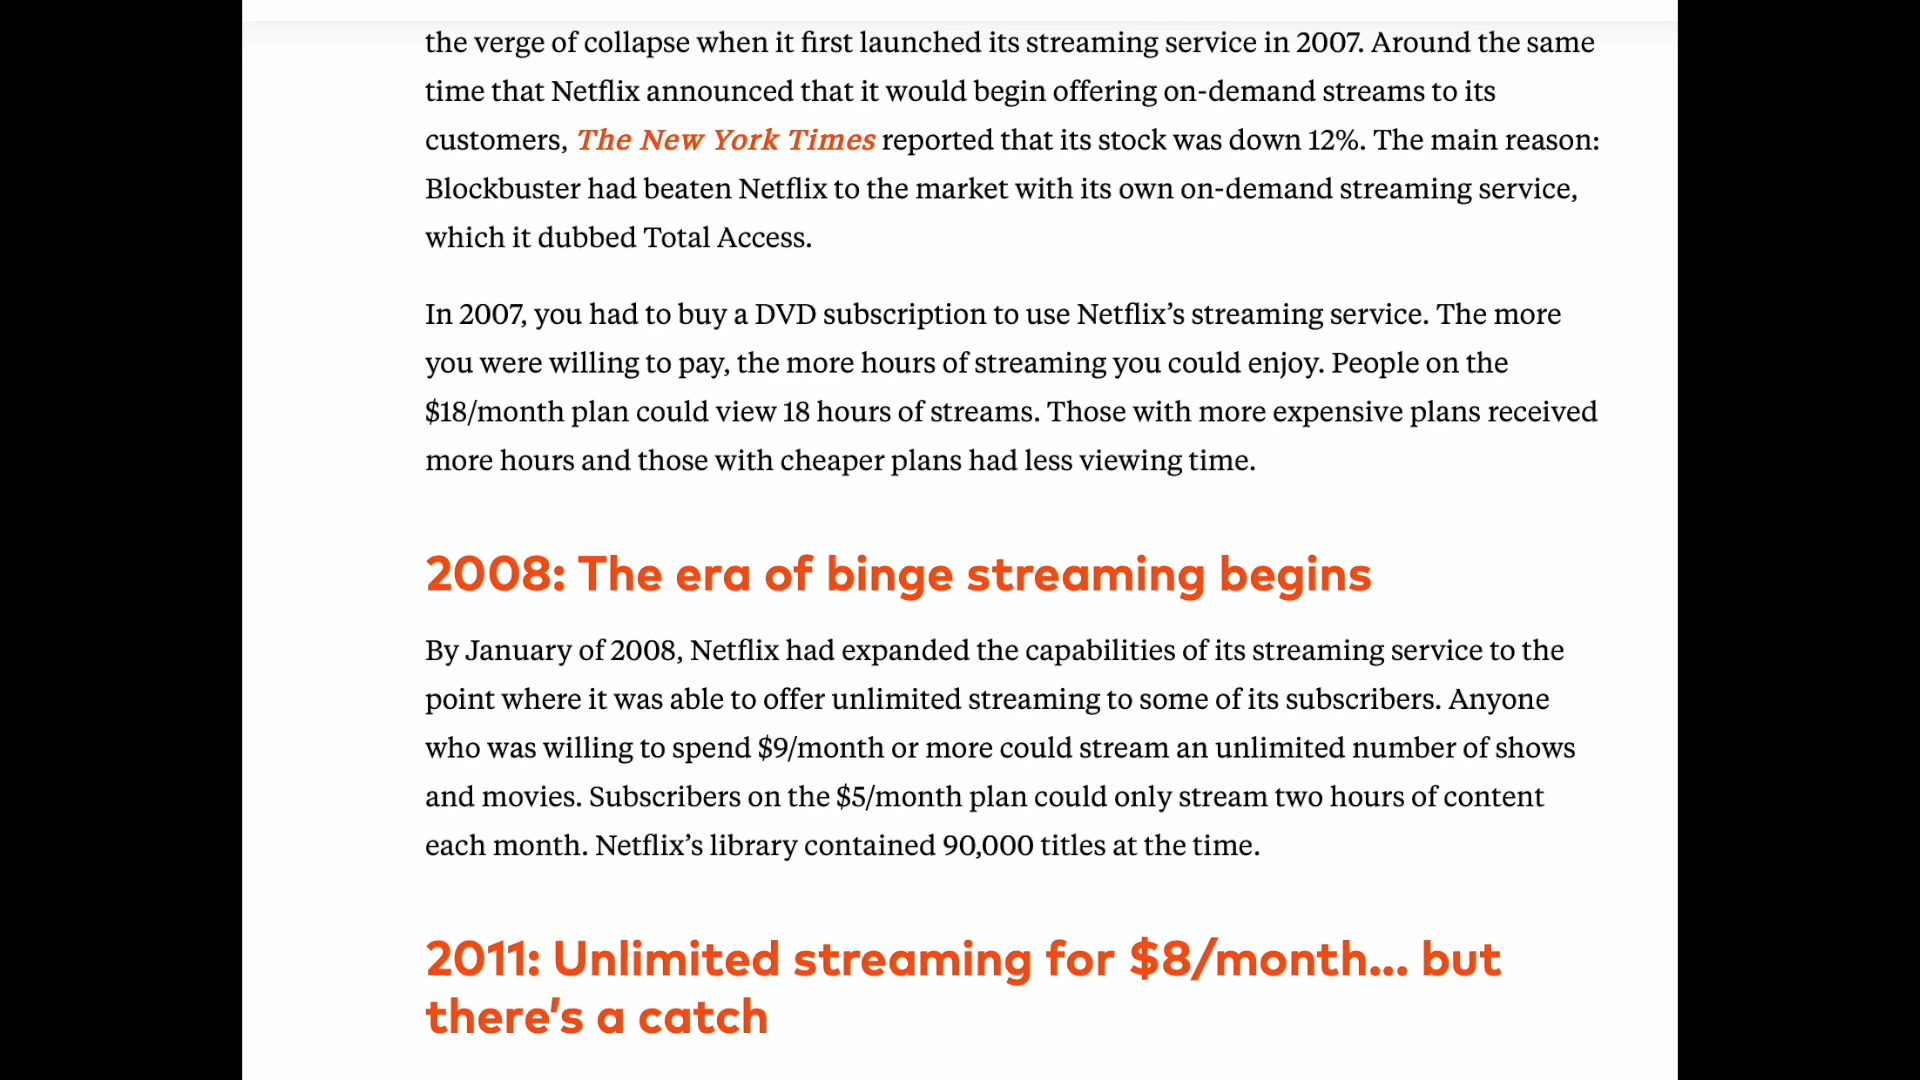 the verge of collapse when it first launched its streaming service in 2007. Around the same
time that Netflix announced that it would begin offering on-demand streams to its
customers, The New York Times reported that its stock was down 12%. The main reason:
Blockbuster had beaten Netflix to the market with its own on-demand streaming service,
which it dubbed Total Access.
In 2007, you had to buy a DVD subscription to use Netflix’s streaming service. The more
you were willing to pay, the more hours of streaming you could enjoy. People on the
$18/month plan could view 18 hours of streams. Those with more expensive plans received
more hours and those with cheaper plans had less viewing time.
2008: The era of binge streaming begins
By January of 2008, Netflix had expanded the capabilities of its streaming service to the
point where it was able to offer unlimited streaming to some of its subscribers. Anyone
who was willing to spend $9/month or more could stream an unlimited number of shows
and movies. Subscribers on the $5/month plan could only stream two hours of content
each month. Netflix’s library contained 90,000 titles at the time.
2011: Unlimited streaming for $8/month... but
there’s a catch